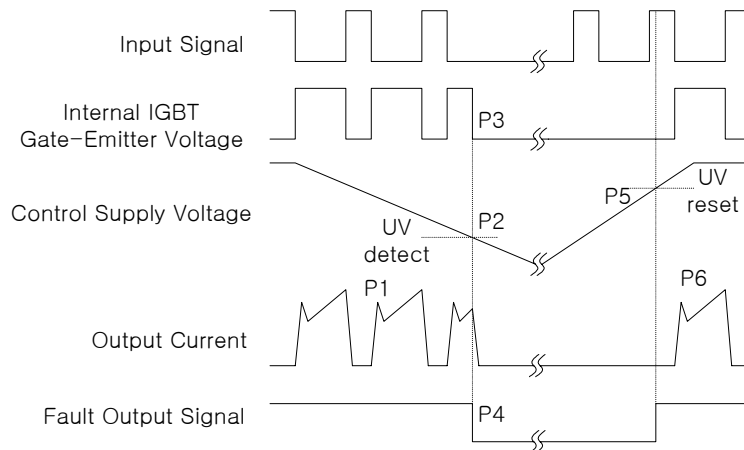 Input Signal
Internal IGBT
Gate-Emitter Voltage
P3
Control Supply Voltage
UV
detect
P2
P5
UV
reset
P1
P6
Output Current
Fault Output Signal
P4